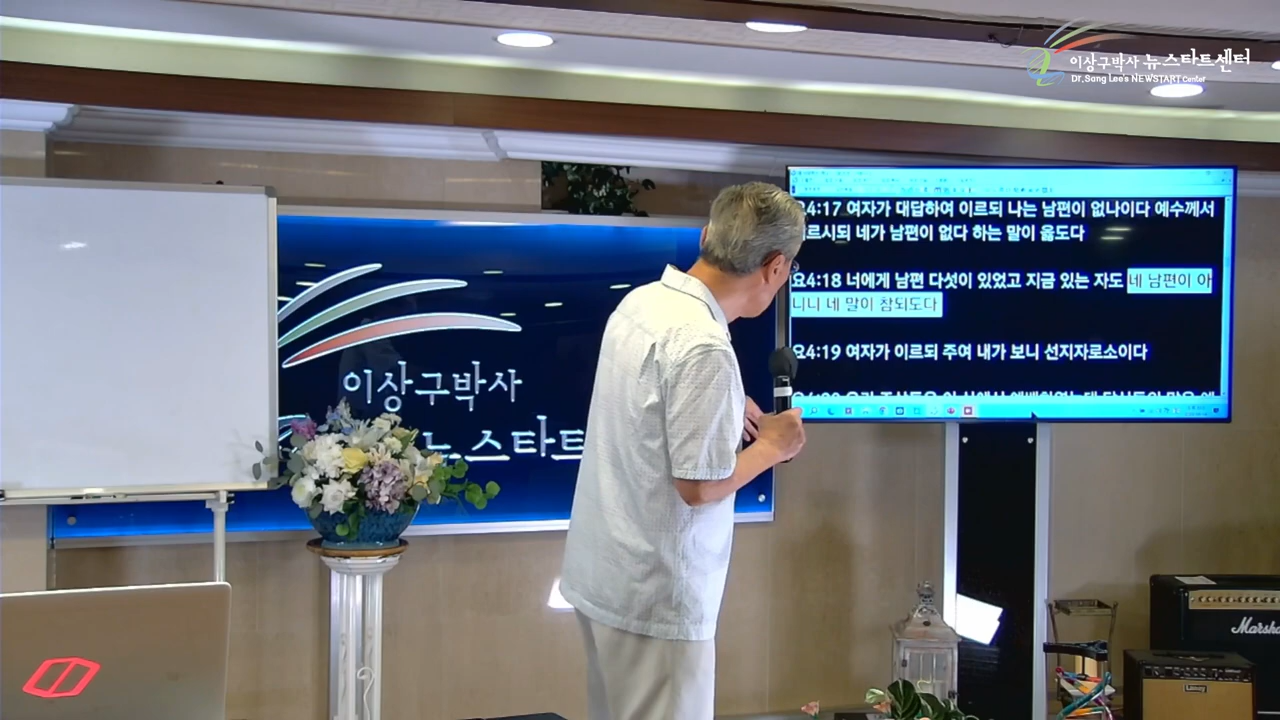 이상구박사 뉴스타트센터
Dr.Sang Lee's NEWSTART Center
요4:17 여자가 대답하여 이르되 나는 남편이 없나이다 예수께서
이르시되 네가 남편이 없다 하는 말이 옳도다
요4:18 너에게 남편 다섯이 있었고 지금 있는 자도 네 남편이 아
니니 네 말이 참되도다
요4:19 여자가 이르되 주여 내가 보니 선지자로소이다
이상구박사
뉴스타트
Marsha
Laney